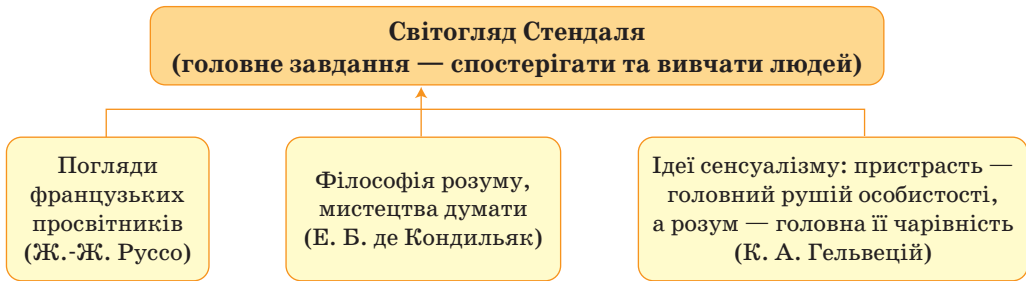 Світогляд Стендаля
(головне завдання — спостерігати та вивчати людей)
Погляди
французьких
просвітників
(Ж.-Ж. Руссо)
Філософія розуму,
мистецтва думати
(Е. Б. де Кондильяк)
Ідеї сенсуалізму: пристрасть —
головний рушій особистості,
а розум — головна її чарівність
(К. А. Гельвецій)